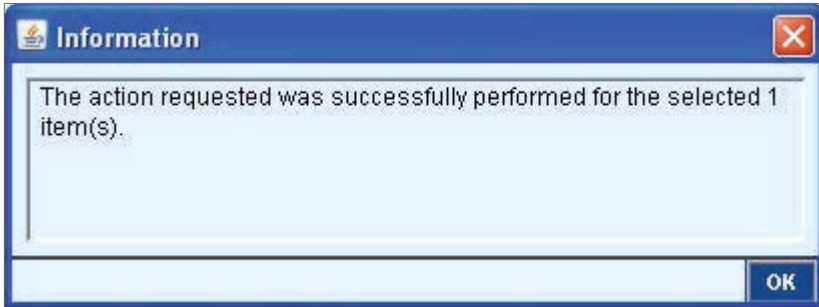 Information
The action requested was successfully performed for the selected 1
item(s).
OK